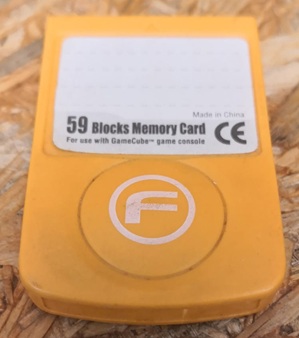 Made in China
59 Blocks Memory Card CE
For use with GameCube™ game console
F